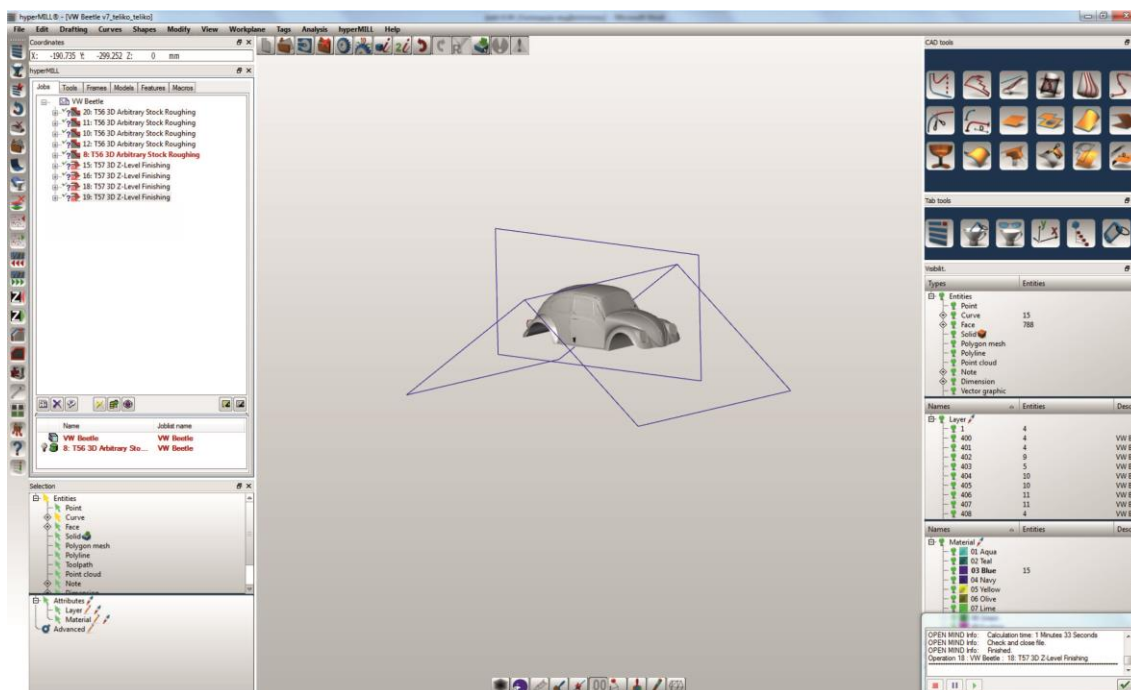 hyperMILL® - [VW Beetle v7_teliko_teliko]
File Edit Drafting Curves Shapes Modify View Workplane Tags Analysis hyperMILL Help
Coordinates
X: -190.735 Y: -299.252 Z: 0 mm
hyperMILL
Jobs Tools Frames Models Features Macros
VW Beetle
20: T56 3D Arbitrary Stock Roughing
11: T56 3D Arbitrary Stock Roughing
10: T56 3D Arbitrary Stock Roughing
12: T56 3D Arbitrary Stock Roughing
8: T56 3D Arbitrary Stock Roughing
15: T57 3D Z-Level Finishing
16: T57 3D Z-Level Finishing
18: T57 3D Z-Level Finishing
19: T57 3D Z-Level Finishing
Name Joblist name
VW Beetle VW Beetle
8: T56 3D Arbitrary Sto... VW Beetle
Selection
Entities
Point
Curve
Face
Solid
Polygon mesh
Polyline
Toolpath
Point cloud
Note
Attributes
Layer
Material
Advanced
CAD tools
Tab tools
Visibilit.
Types Entities
Entities
Point
Curve 15
Face 788
Solid
Polygon mesh
Polyline
Point cloud
Note
Dimension
Vector graphic
Names Entities Desc
Layer
1 4
400 4 VW B
401 4 VW B
402 9 VW B
403 5 VW B
404 10 VW B
405 10 VW B
406 11 VW B
407 11 VW B
408 4 VW B
Names Entities Desc
Material
01 Aqua
02 Teal
03 Blue 15
04 Navy
05 Yellow
06 Olive
07 Lime
OPEN MIND Info: Calculation time: 1 Minutes 33 Seconds
OPEN MIND Info: Check and close file.
OPEN MIND Info: Finished.
Operation 18 : VW Beetle : 18: T57 3D Z-Level Finishing